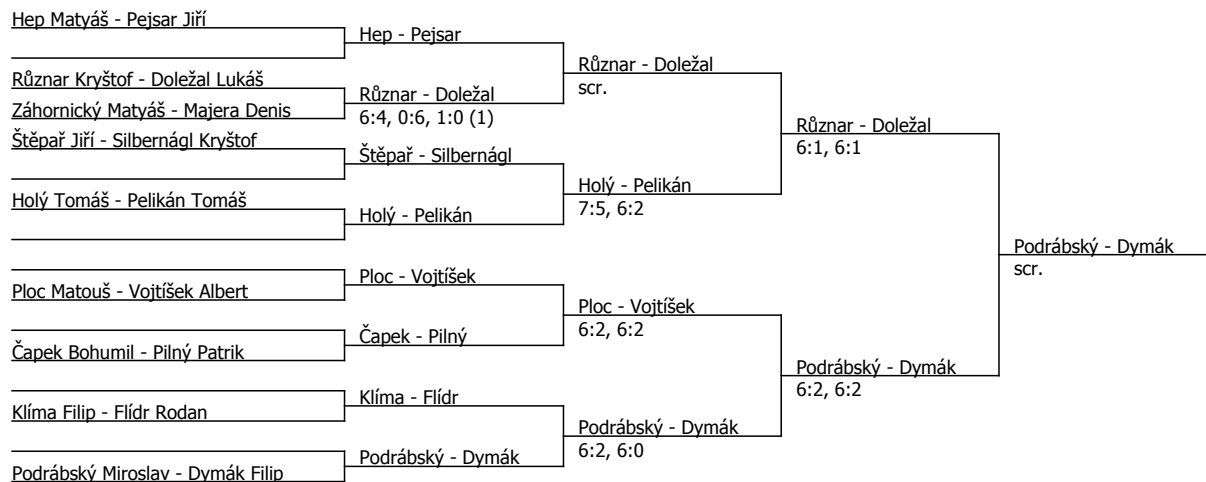 Hep Matyáš - Pejsar Jiří
Hep - Pejsar
Různar - Doležal
scr.
Různar Kryštof - Doležal Lukáš
Různar - Doležal
6:4, 0:6, 1:0 (1)
Záhornický Matyáš - Majera Denis
Různar - Doležal
6:1, 6:1
Štěpař Jiří - Silbernágl Kryštof
Štěpař - Silbernágl
Holý - Pelikán
7:5, 6:2
Holý Tomáš - Pelikán Tomáš
Holý - Pelikán
Podrábský - Dymák
scr.
Ploc - Vojtíšek
Ploc Matouš - Vojtíšek Albert
Ploc - Vojtíšek
6:2, 6:2
Čapek - Pilný
Čapek Bohumil - Pilný Patrik
Podrábský - Dymák
6:2, 6:2
Klíma - Flídr
Klíma Filip - Flídr Rodan
Podrábský - Dymák
6:2, 6:0
Podrábský - Dymák
Podrábský Miroslav - Dymák Filip